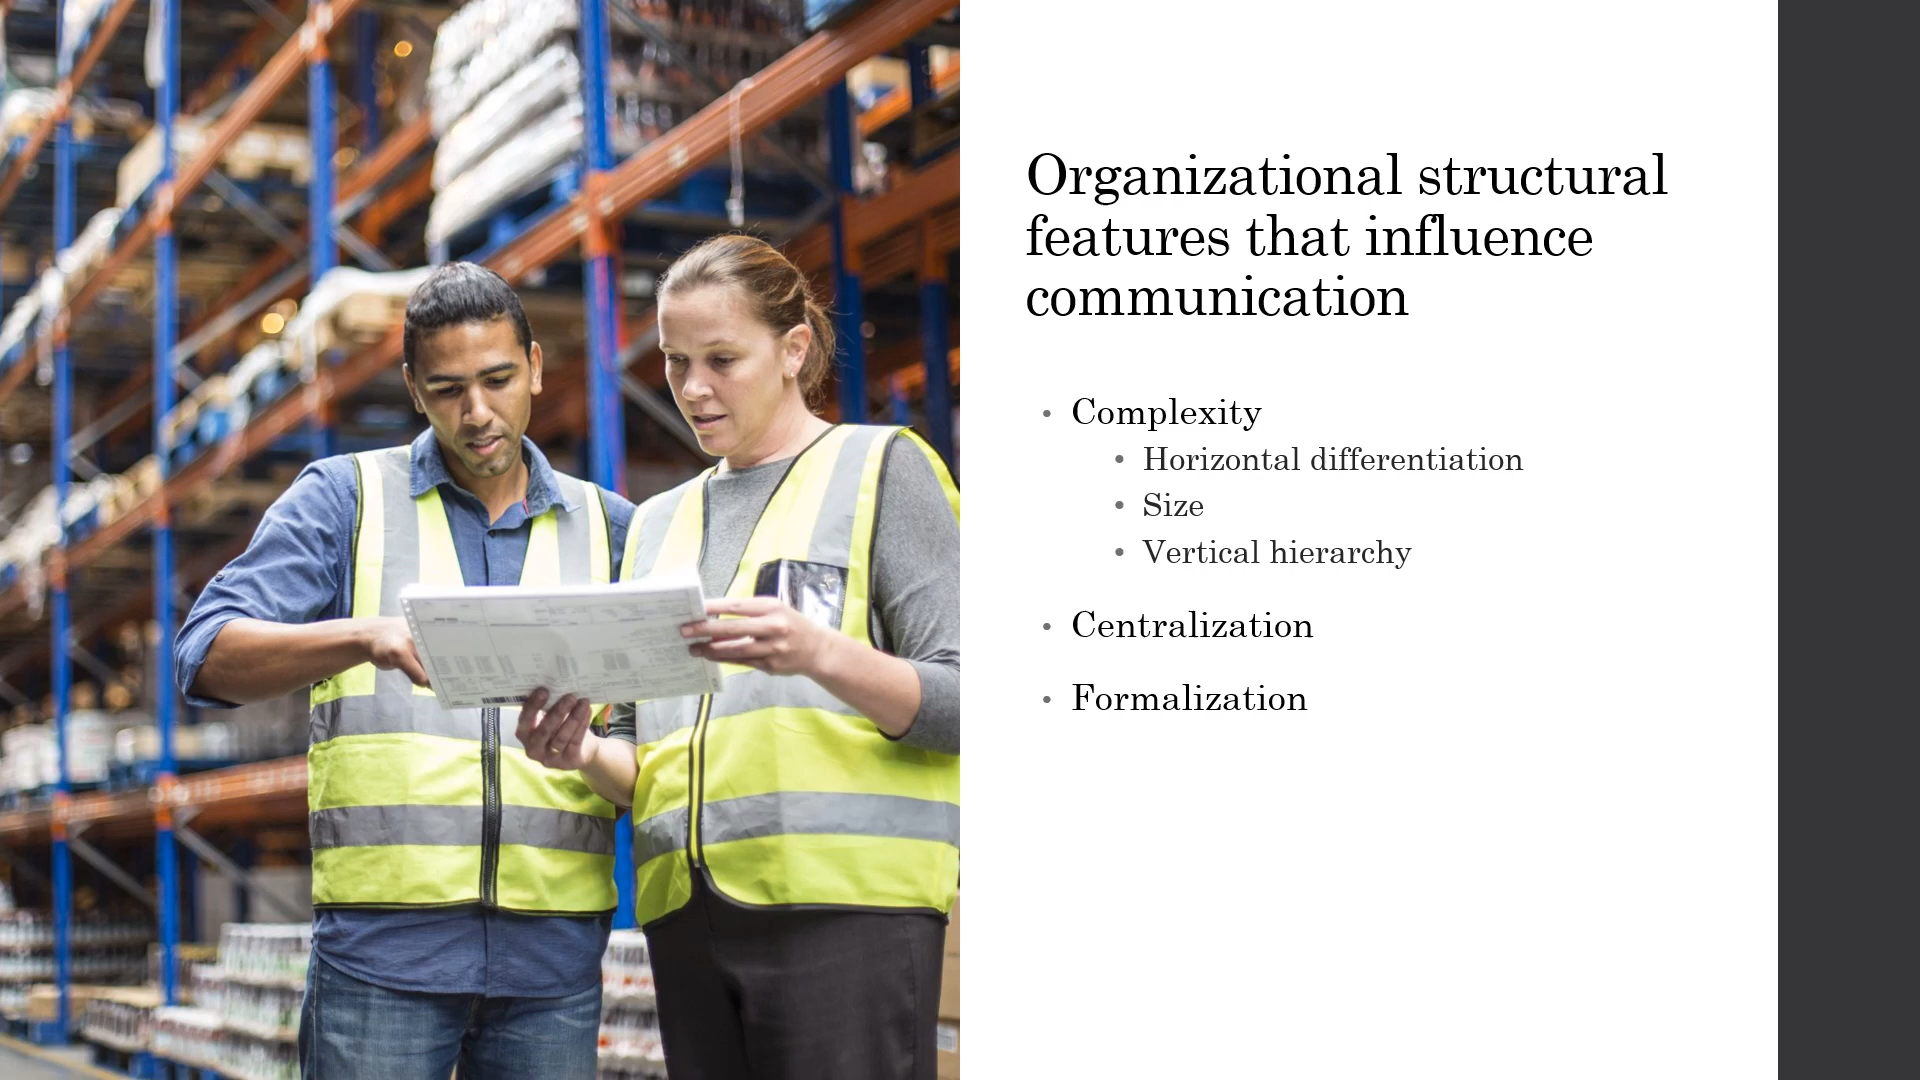 Organizational structural
features that influence
communication
• Complexity
• Horizontal differentiation
• Size
• Vertical hierarchy
• Centralization
• Formalization